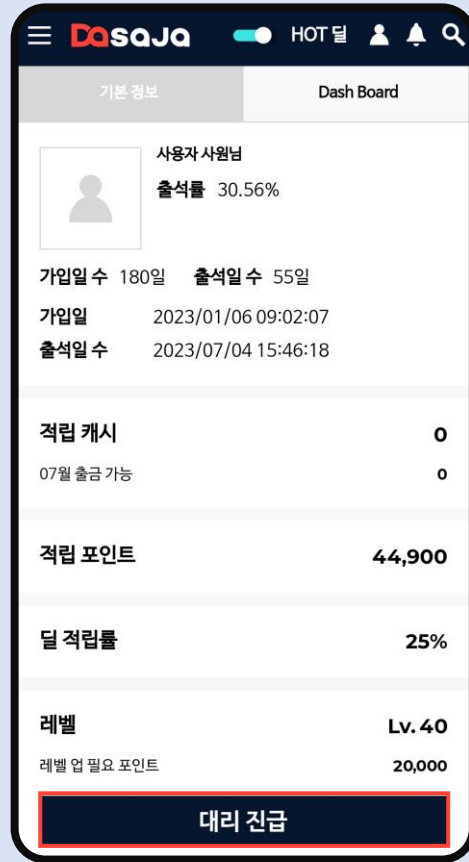 Dasaja HOT 딜
기본 정보 Dash Board
사용자 사원님
출석률 30.56%
가입일 수 180일 출석일 수 55일
가입일 2023/01/06 09:02:07
출석일 수 2023/07/04 15:46:18
적립 캐시 0
07월 출금 가능 0
적립 포인트 44,900
딜 적립률 25%
레벨 Lv. 40
레벨 업 필요 포인트 20,000
대리 진급